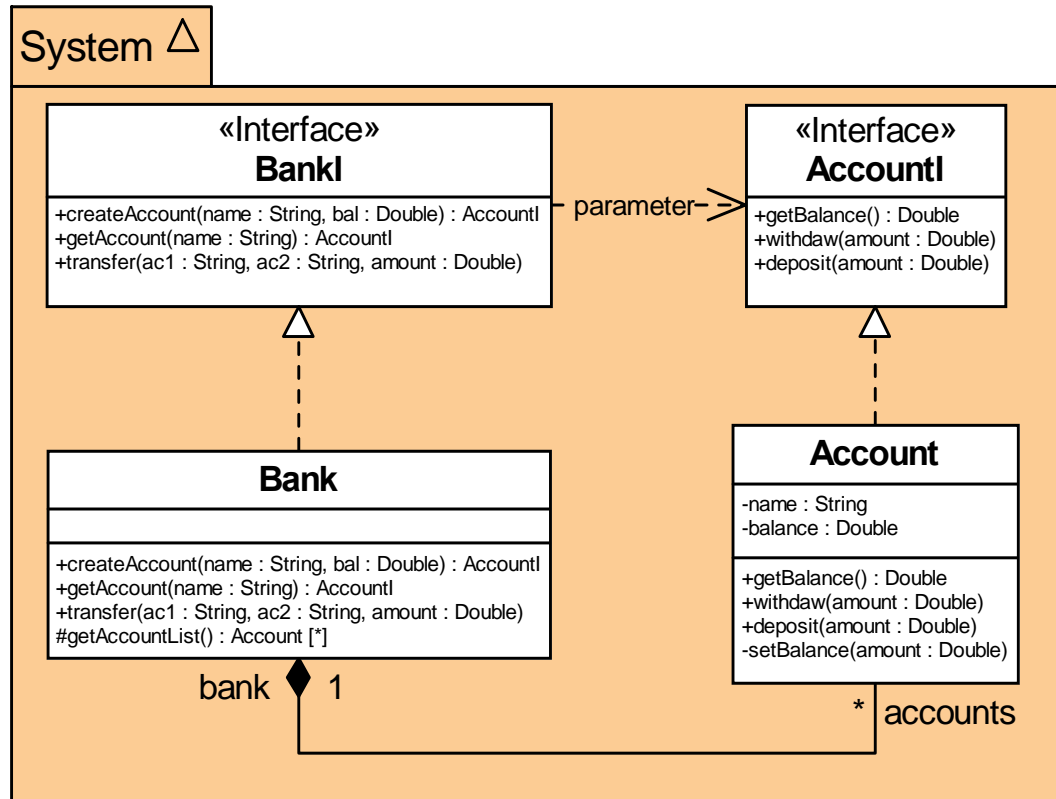 System
«Interface»
BankI
+createAccount(name : String, bal : Double) : AccountI
+getAccount(name : String) : AccountI
+transfer(ac1 : String, ac2 : String, amount : Double)
parameter
«Interface»
AccountI
+getBalance() : Double
+withdaw(amount : Double)
+deposit(amount : Double)
Bank
+createAccount(name : String, bal : Double) : AccountI
+getAccount(name : String) : AccountI
+transfer(ac1 : String, ac2 : String, amount : Double)
#getAccountList() : Account [*]
Account
-name : String
-balance : Double
+getBalance() : Double
+withdaw(amount : Double)
+deposit(amount : Double)
-setBalance(amount : Double)
bank 1
* accounts